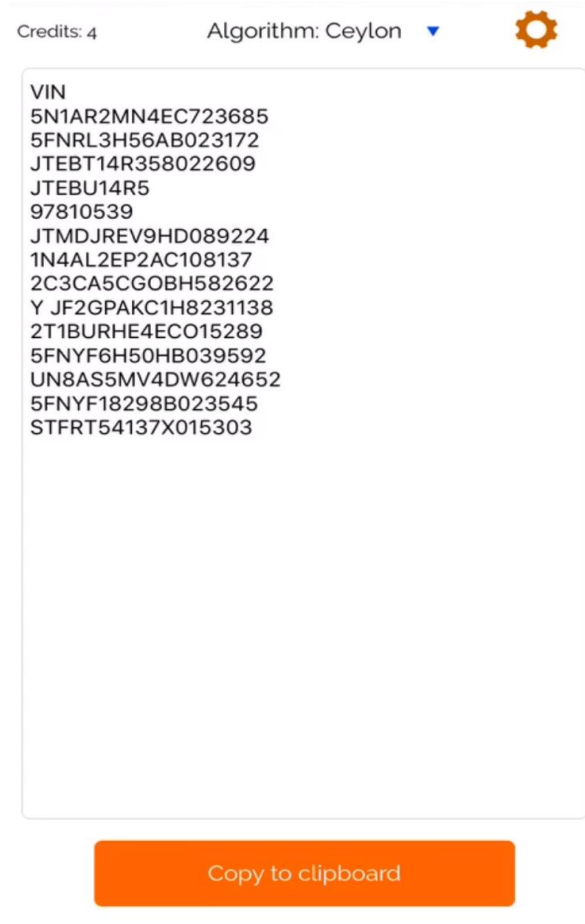 Credits: 4
Algorithm: Ceylon
VIN
5N1AR2MN4EC723685
5FNRL3H56AB023172
JTEBT14R358022609
JTEBU14R5
97810539
JTMDJREV9HD089224
1N4AL2EP2AC108137
2C3CA5CGOBH582622
Y JF2GPAKC1H8231138
2T1BURHE4ECO15289
5FNYF6H50HB039592
UN8AS5MV4DW624652
5FNYF18298B023545
STFRT54137X015303
Copy to clipboard